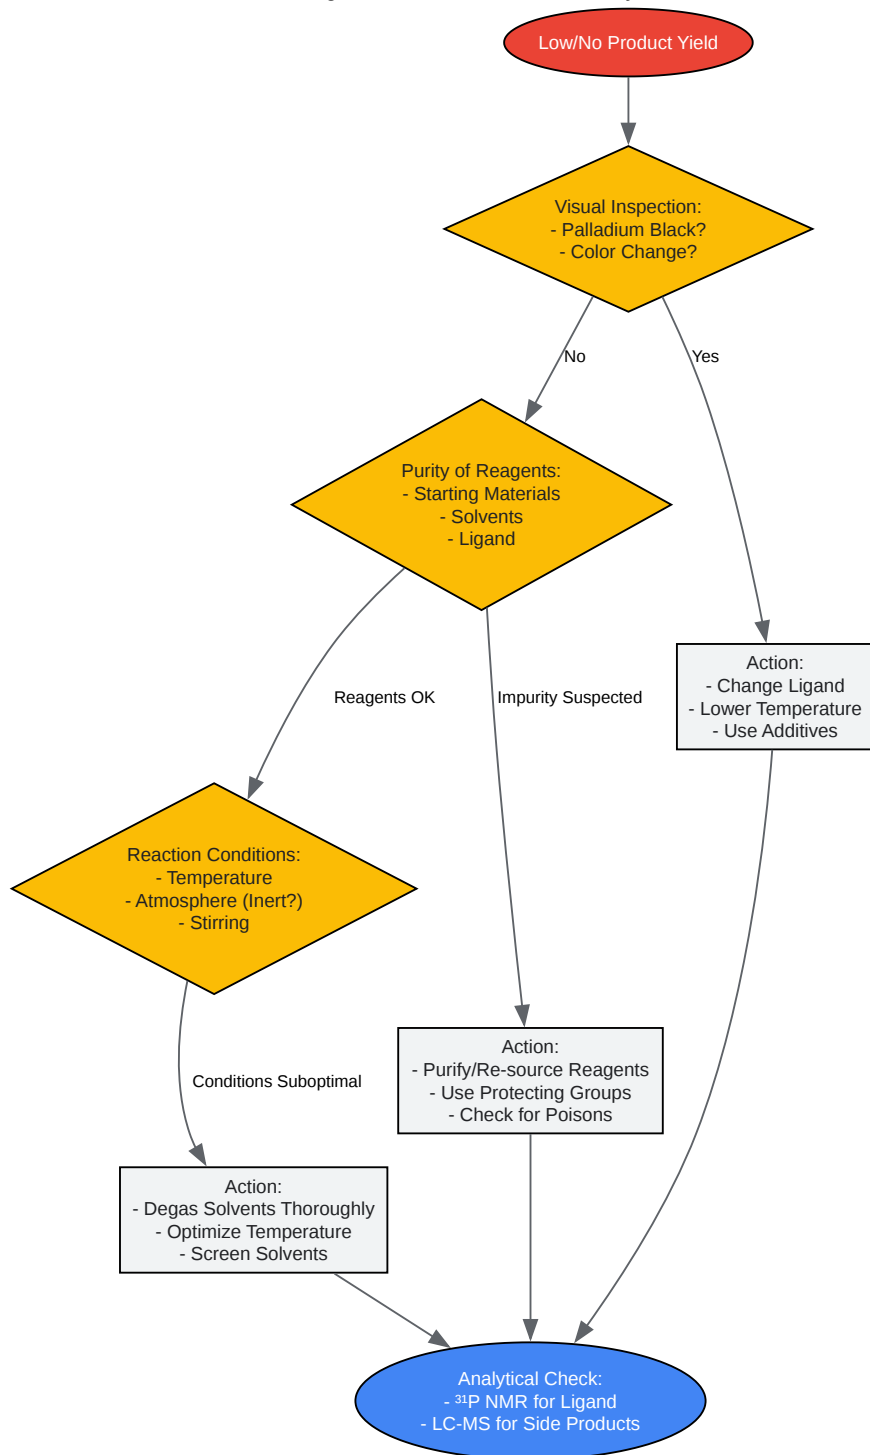 Low/No Product Yield
Visual Inspection:
- Palladium Black?
- Color Change?
No
Yes
Purity of Reagents:
- Starting Materials
- Solvents
- Ligand
Reagents OK
Impurity Suspected
Action:
- Change Ligand
- Lower Temperature
- Use Additives
Reaction Conditions:
- Temperature
- Atmosphere (Inert?)
- Stirring
Conditions Suboptimal
Action:
- Purify/Re-source Reagents
- Use Protecting Groups
- Check for Poisons
Action:
- Degas Solvents Thoroughly
- Optimize Temperature
- Screen Solvents
Analytical Check:
- ³¹P NMR for Ligand
- LC-MS for Side Products